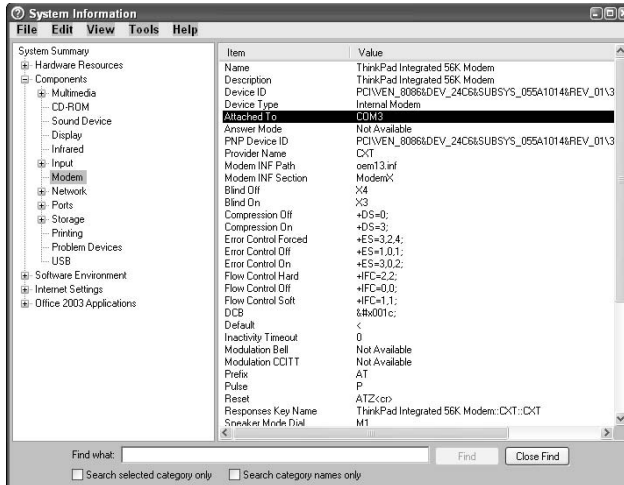 System Information
File Edit View Tools Help
System Summary
Hardware Resources
Components
Multimedia
CD-ROM
Sound Device
Display
Infrared
Input
Modem
Network
Ports
Storage
Printing
Problem Devices
USB
Software Environment
Internet Settings
Office 2003 Applications
Item Value
Name ThinkPad Integrated 56K Modem
Description ThinkPad Integrated 56K Modem
Device ID PCI\VEN_8086&DEV_24C6&SUBSYS_055A1014&REV_01\3
Device Type Internal Modem
Attached To COM3
Answer Mode Not Available
PNP Device ID PCI\VEN_8086&DEV_24C6&SUBSYS_055A1014&REV_01\3
Provider Name CXT
Modem INF Path oem13.inf
Modem INF Section ModemX
Blind Off X4
Blind On X3
Compression Off +DS=0;
Compression On +DS=3;
Error Control Forced +ES=3,2,4;
Error Control Off +ES=1,0,1;
Error Control On +ES=3,0,2;
Flow Control Hard +IFC=2,2;
Flow Control Off +IFC=0,0;
Flow Control Soft +IFC=1,1;
DCB &#x001c;
Default <
Inactivity Timeout 0
Modulation Bell Not Available
Modulation CCITT Not Available
Prefix AT
Pulse P
Reset ATZ<cr>
Responses Key Name ThinkPad Integrated 56K Modem::CXT::CXT
Speaker Mode Dial M1
Find what: Find Close Find
Search selected category only Search category names only